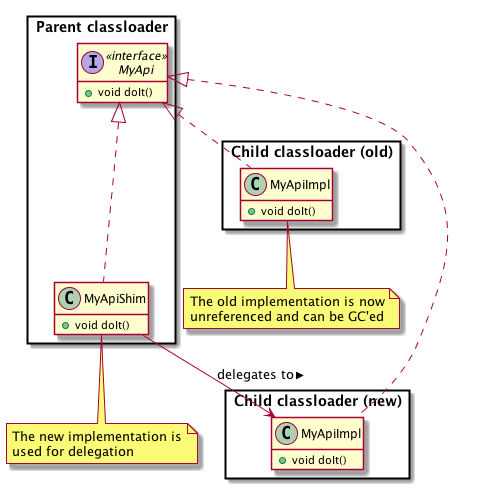 Parent classloader
I
«interface»
MyApi
void doIt()
Child classloader (old)
C MyApiImpl
void doIt()
The old implementation is now
unreferenced and can be GC'ed
C MyApiShim
void doIt()
delegates to
The new implementation is
used for delegation
Child classloader (new)
C MyApiImpl
void doIt()